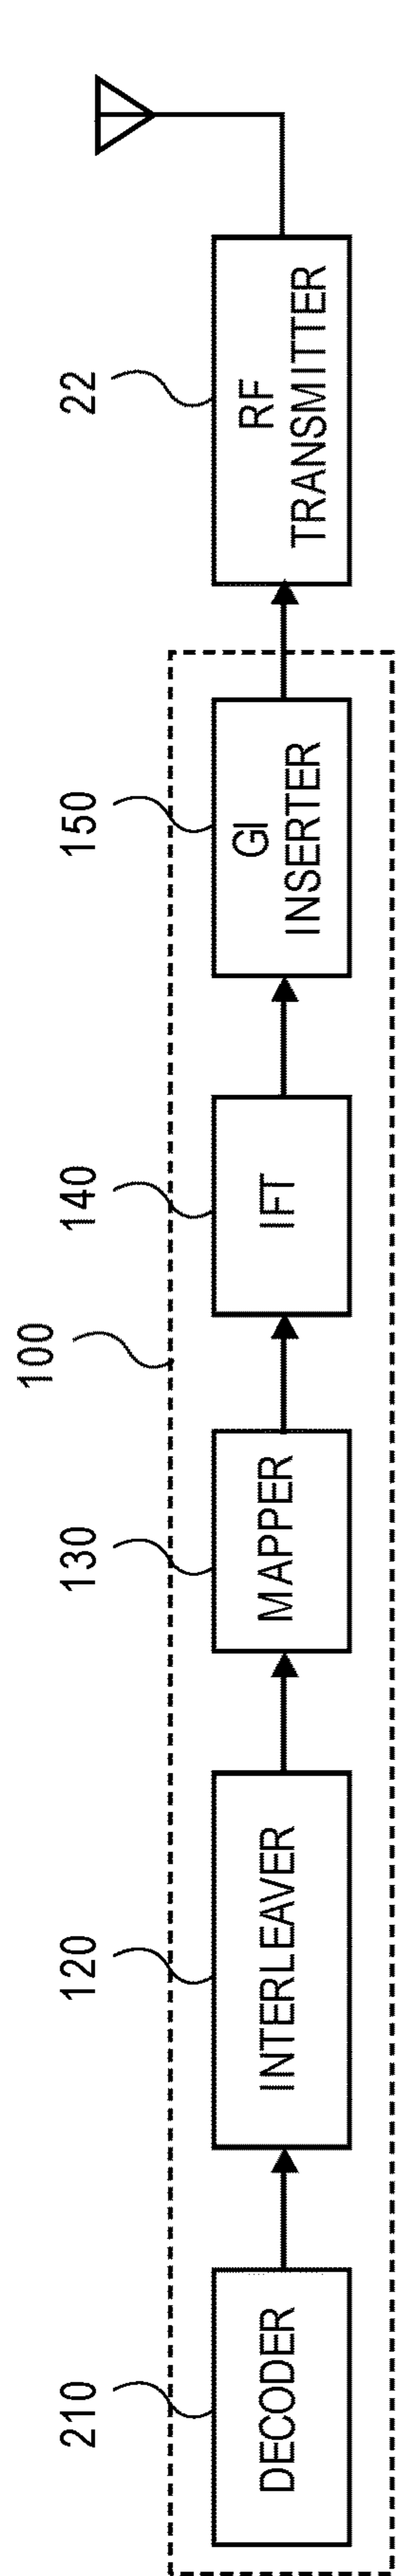 100
210
120
130
140
150
22
DECODER
INTERLEAVER
MAPPER
IFT
GI
INSERTER
RF
TRANSMITTER